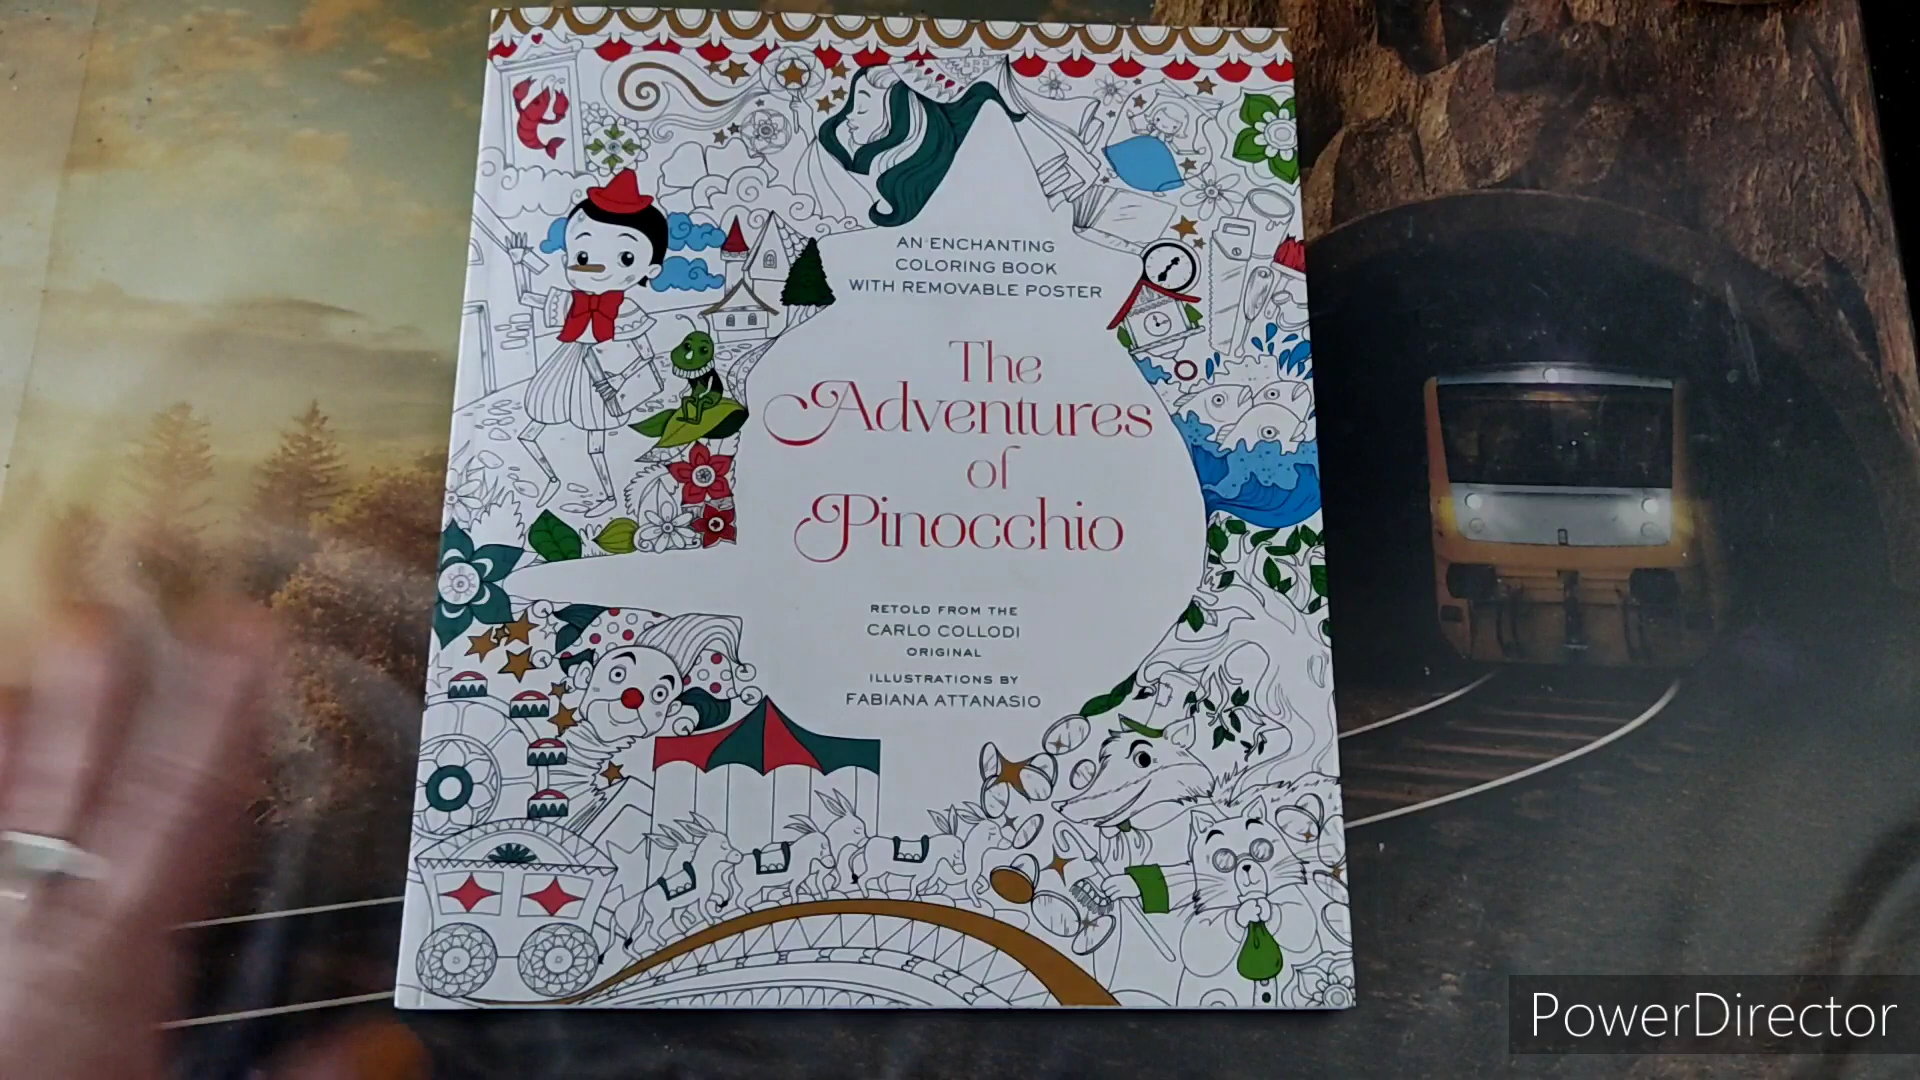 AN ENCHANTING
COLORING BOOK
WITH REMOVABLE POSTER
The
Adventures
of
Pinocchio
RETOLD FROM THE
CARLO COLLODI
ORIGINAL
ILLUSTRATIONS BY
FABIANA ATTANASIO
PowerDirector